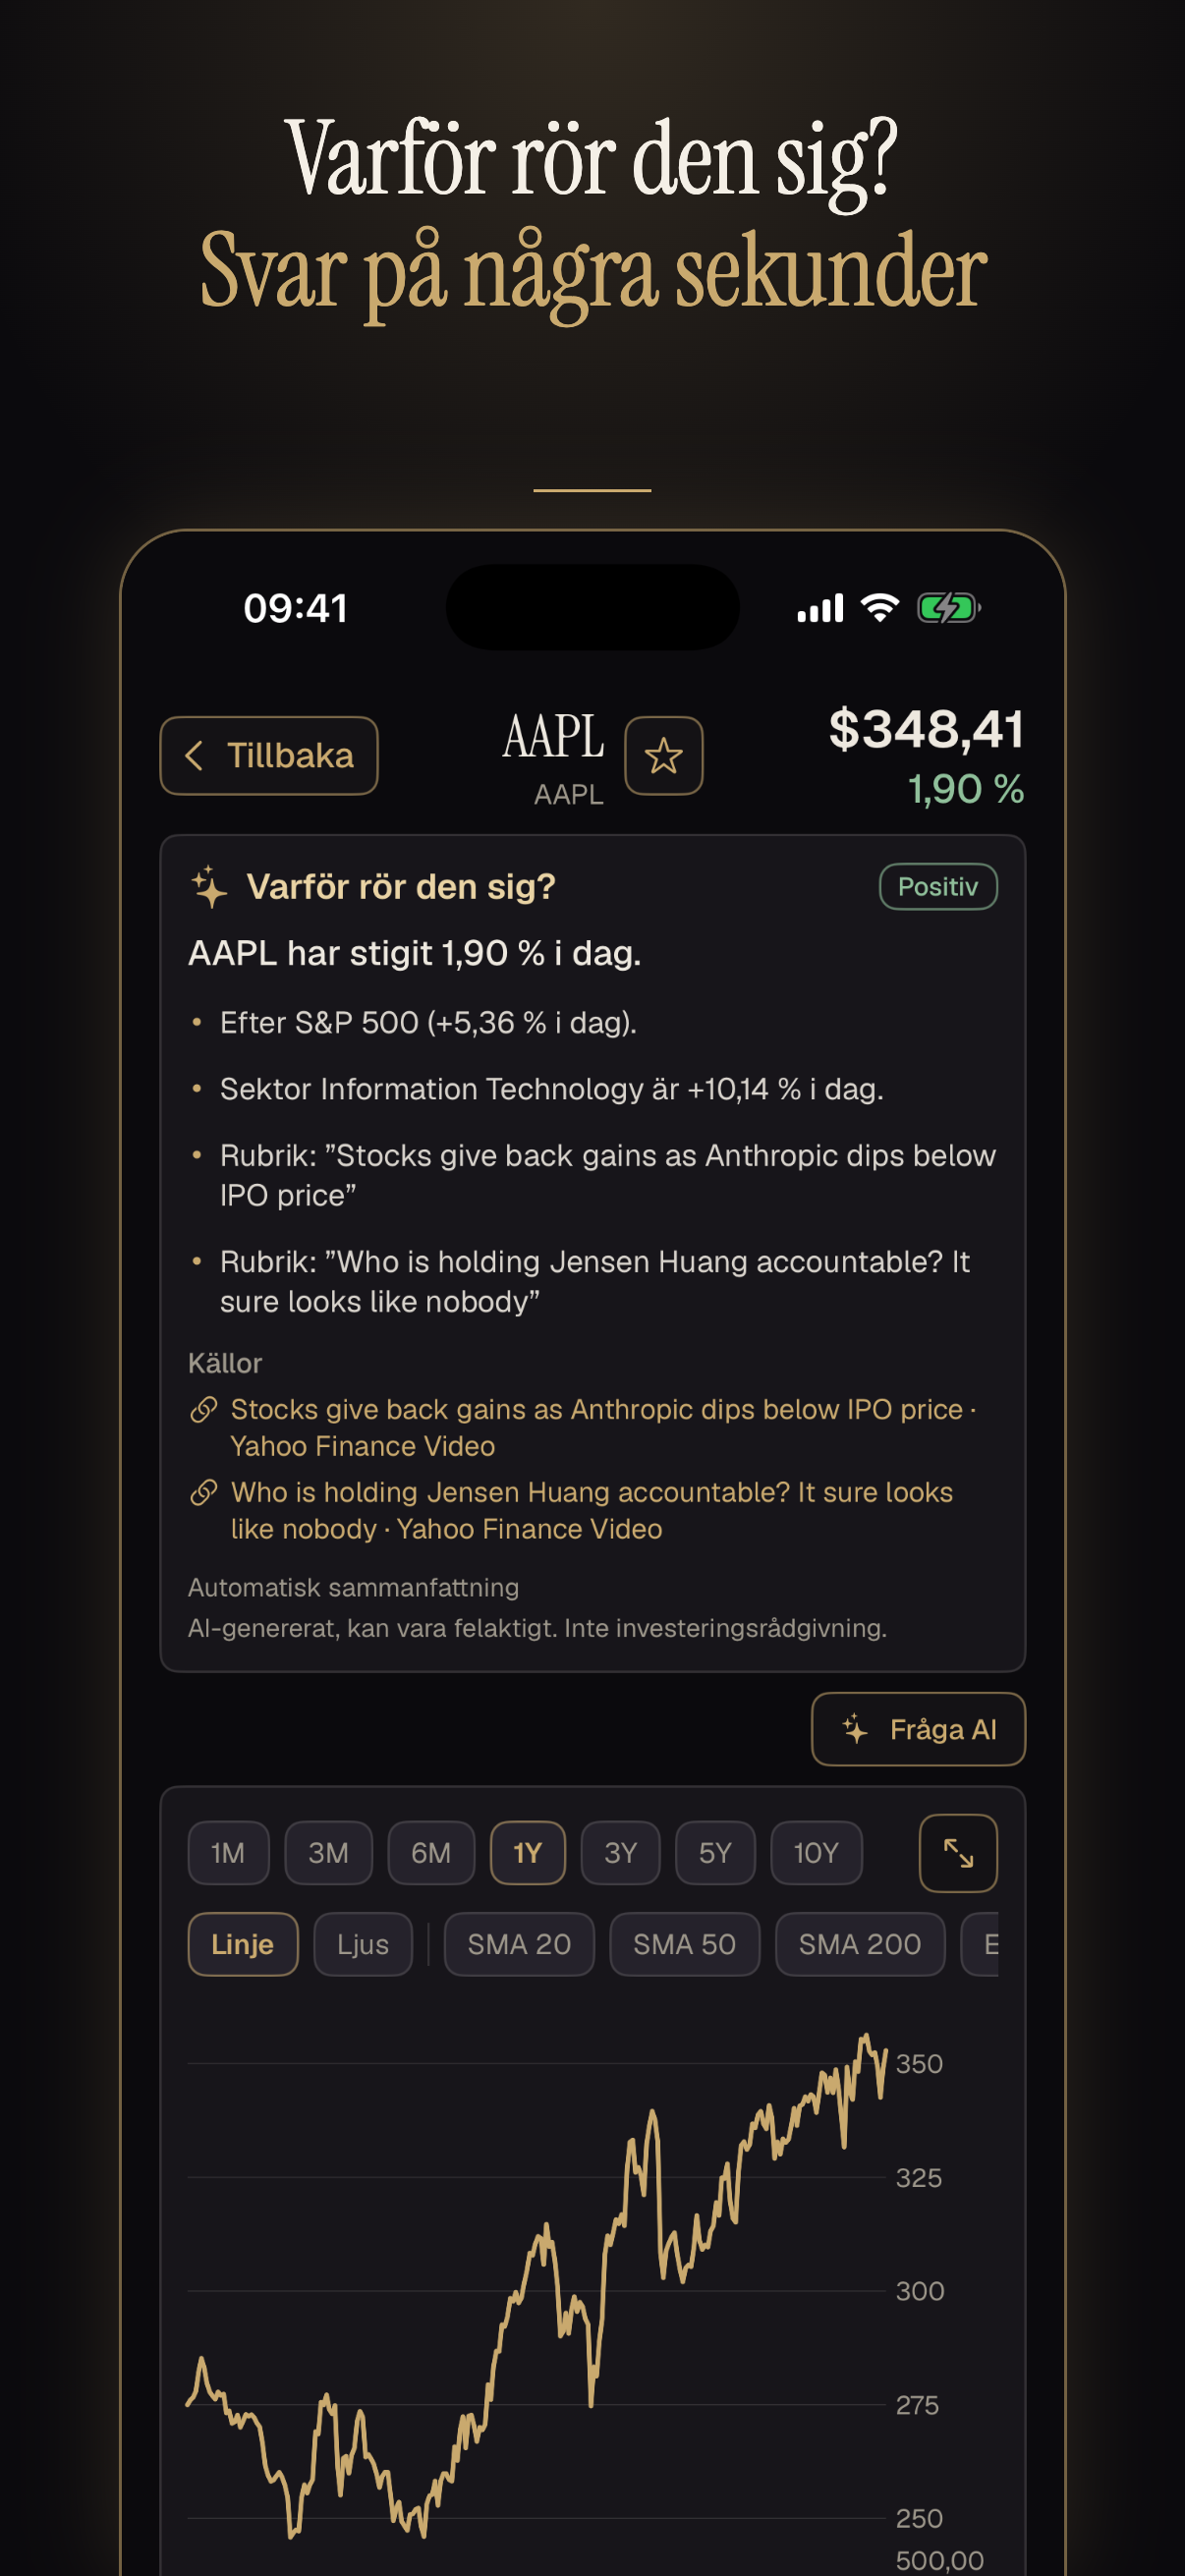 Varför rör den sig?
Svar på några sekunder
09:41
Tillbaka
AAPL
AAPL
$348,41
1,90 %
Varför rör den sig?
Positiv
AAPL har stigit 1,90 % i dag.
• Efter S&P 500 (+5,36 % i dag).
• Sektor Information Technology är +10,14 % i dag.
• Rubrik: ”Stocks give back gains as Anthropic dips below
IPO price”
• Rubrik: ”Who is holding Jensen Huang accountable? It
sure looks like nobody”
Källor
Stocks give back gains as Anthropic dips below IPO price ·
Yahoo Finance Video
Who is holding Jensen Huang accountable? It sure looks
like nobody · Yahoo Finance Video
Automatisk sammanfattning
AI-genererat, kan vara felaktigt. Inte investeringsrådgivning.
Fråga AI
1M 3M 6M 1Y 3Y 5Y 10Y
Linje Ljus SMA 20 SMA 50 SMA 200 E
350
325
300
275
250
500,00